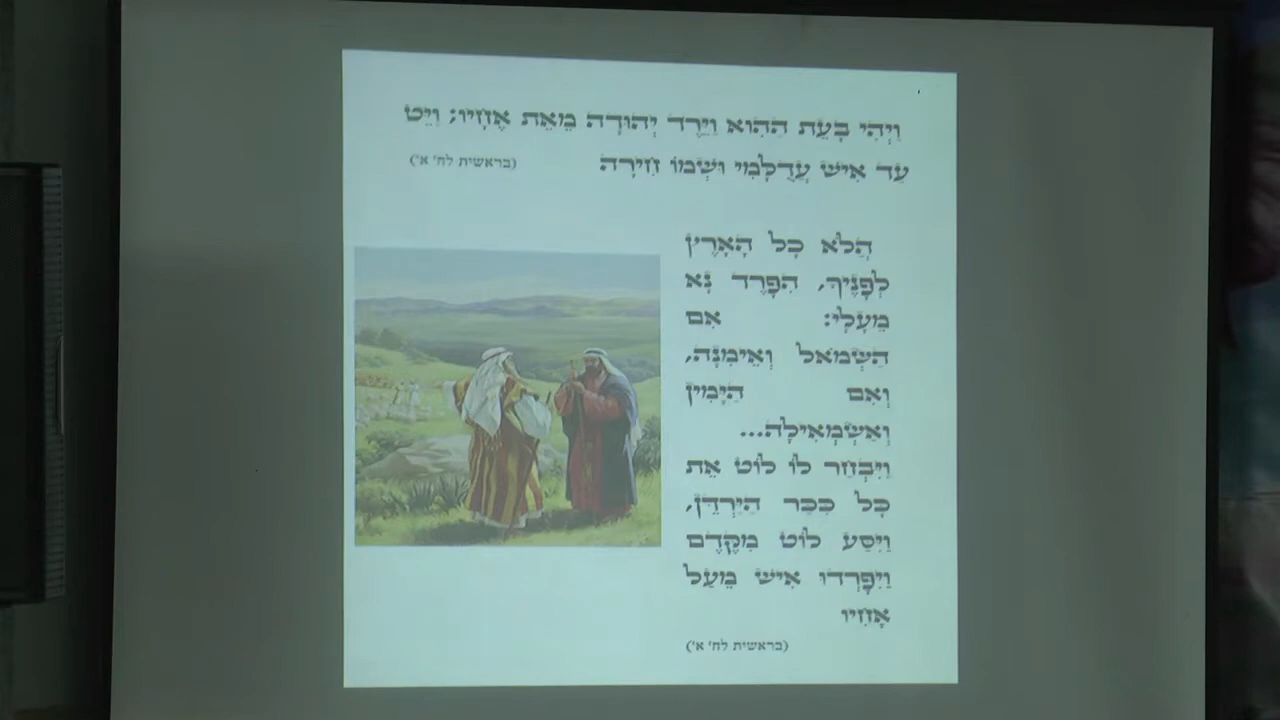 וַיְהִי בָּעֵת הַהִוא וַיֵּרֶד יְהוּדָה מֵאֵת אֶחָיו; וַיֵּט
עַד אִישׁ עֲדֻלָּמִי וּשְׁמוֹ חִירָה (בראשית לח' א')
הֲלֹא כָל הָאָרֶץ
לְפָנֶיךָ, הִפָּרֶד נָא
מֵעָלָי: אִם
הַשְּׂמֹאל וְאֵימִנָה,
וְאִם הַיָּמִין
וְאַשְׂמְאִילָה...
וַיִּבְחַר לוֹ לוֹט אֵת
כָּל כִּכַּר הַיַּרְדֵּן,
וַיִּסַּע לוֹט מִקֶּדֶם
וַיִּפָּרְדוּ אִישׁ מֵעַל
אָחִיו
(בראשית לח' א')